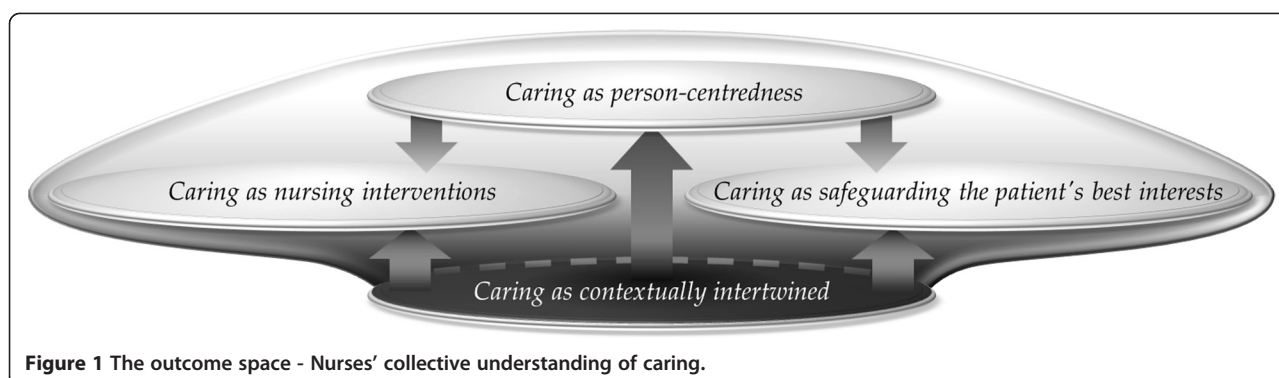 Caring as person-centredness
Caring as nursing interventions
Caring as safeguarding the patient's best interests
Caring as contextually intertwined
Figure 1 The outcome space - Nurses’ collective understanding of caring.